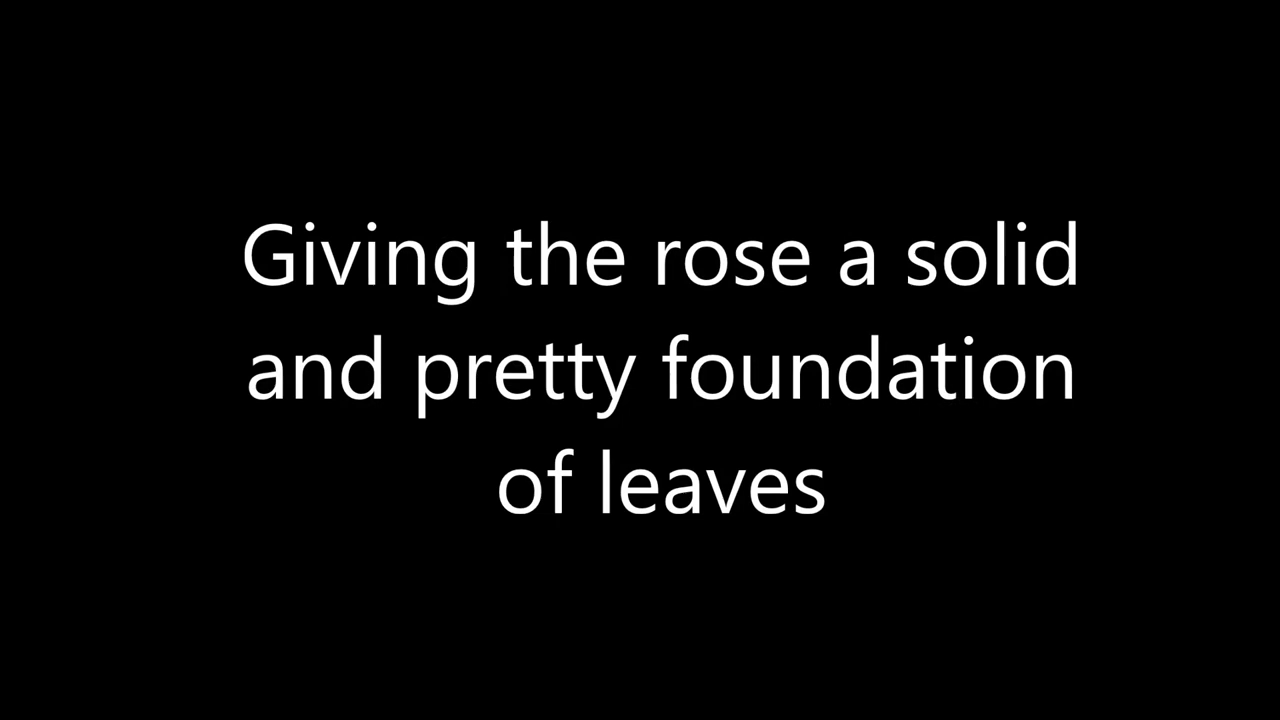 Giving the rose a solid
and pretty foundation
of leaves